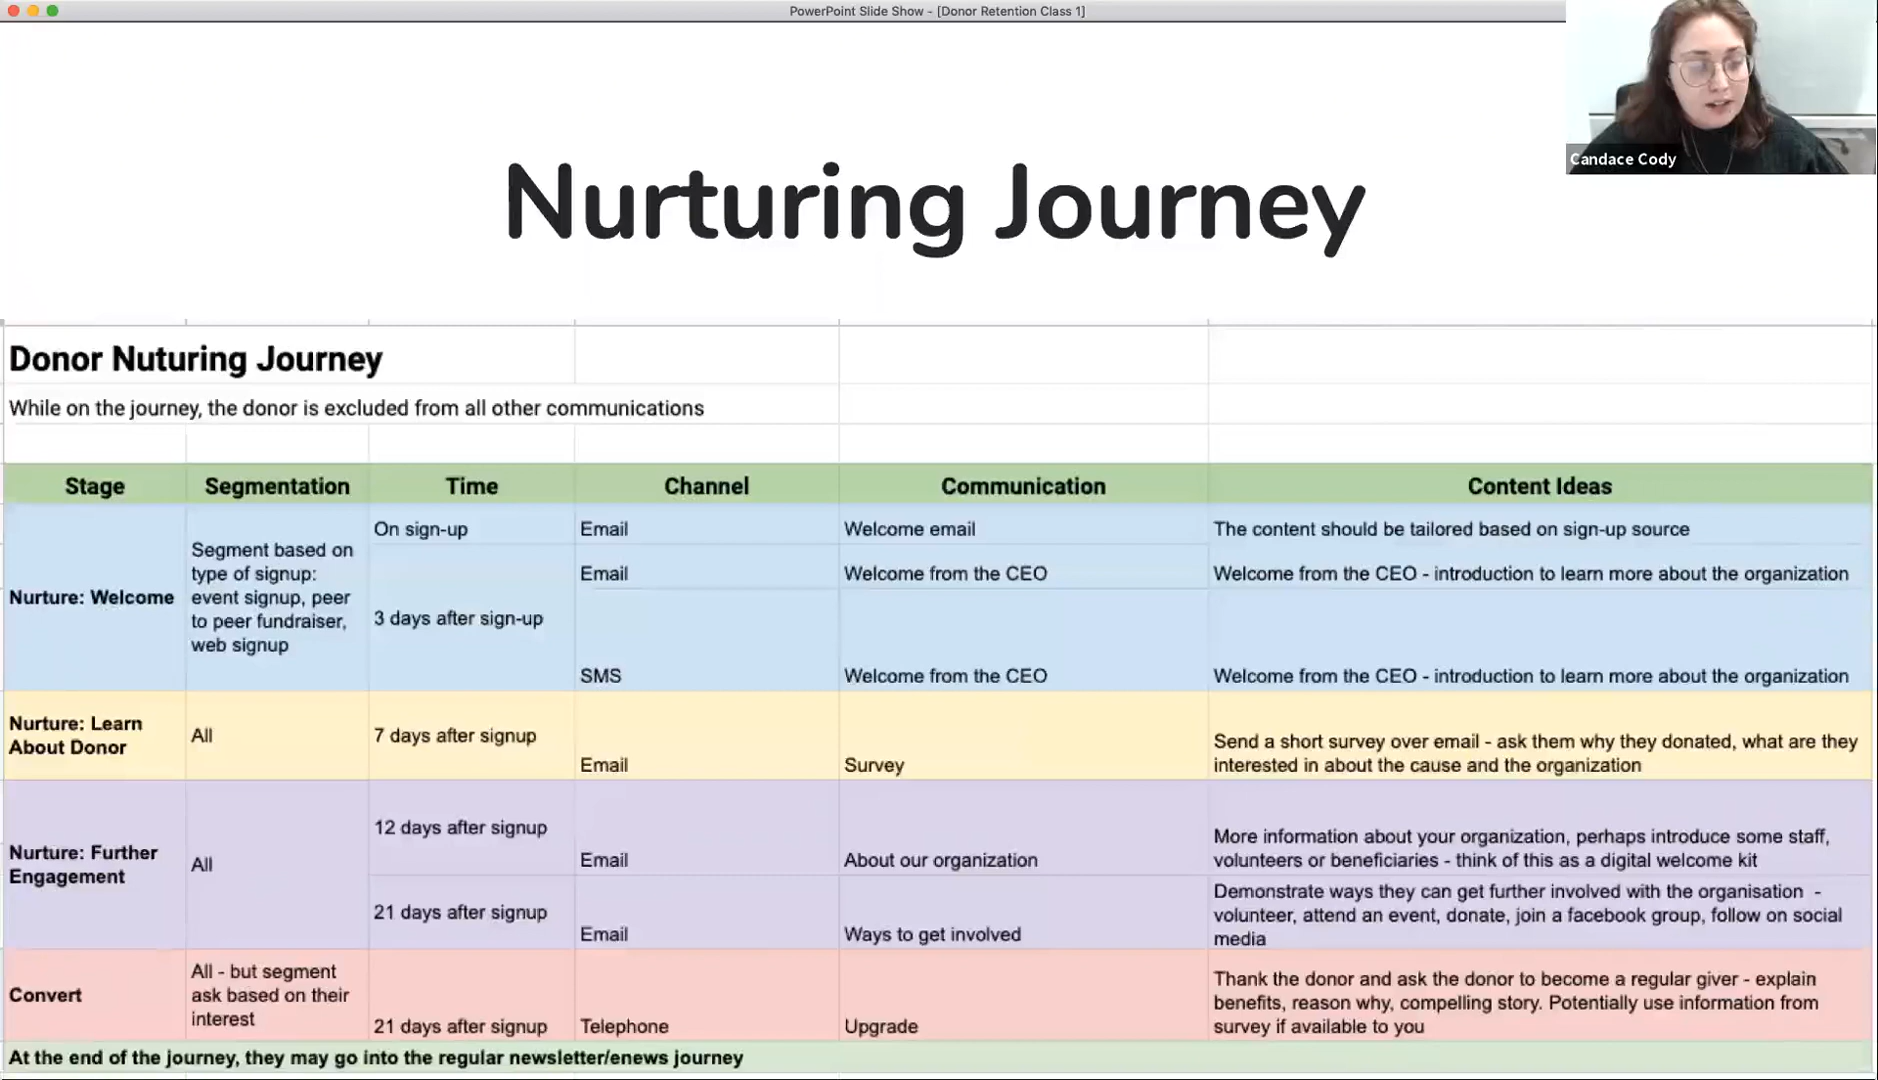 PowerPoint Slide Show - [Donor Retention Class 1]
Candace Cody
Nurturing Journey
Donor Nuturing Journey
While on the journey, the donor is excluded from all other communications
Stage Segmentation Time Channel Communication Content Ideas
Nurture: Welcome
Segment based on
type of signup:
event signup, peer
to peer fundraiser,
web signup
On sign-up
Email
Welcome email
The content should be tailored based on sign-up source
3 days after sign-up
Email
Welcome from the CEO
Welcome from the CEO - introduction to learn more about the organization
SMS
Welcome from the CEO
Welcome from the CEO - introduction to learn more about the organization
Nurture: Learn
About Donor
All
7 days after signup
Email
Survey
Send a short survey over email - ask them why they donated, what are they
interested in about the cause and the organization
Nurture: Further
Engagement
All
12 days after signup
Email
About our organization
More information about your organization, perhaps introduce some staff,
volunteers or beneficiaries - think of this as a digital welcome kit
21 days after signup
Email
Ways to get involved
Demonstrate ways they can get further involved with the organisation -
volunteer, attend an event, donate, join a facebook group, follow on social
media
Convert
All - but segment
ask based on their
interest
21 days after signup
Telephone
Upgrade
Thank the donor and ask the donor to become a regular giver - explain
benefits, reason why, compelling story. Potentially use information from
survey if available to you
At the end of the journey, they may go into the regular newsletter/enews journey